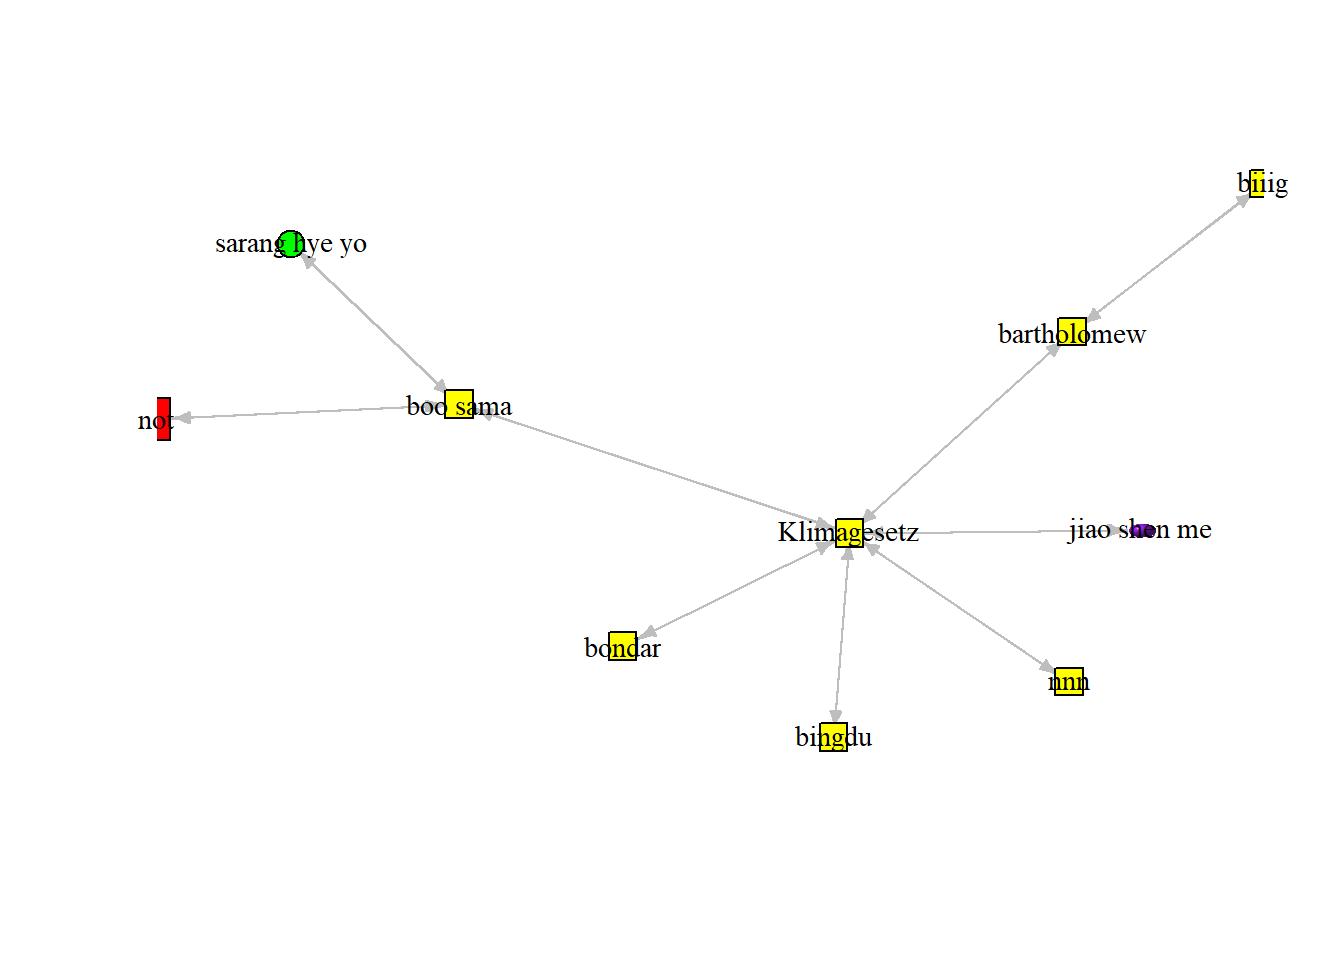 biiig
sarang hye yo
bartholomew
boo sama
not
Klimagesetz
jiao shen me
bondar
nnn
bingdu